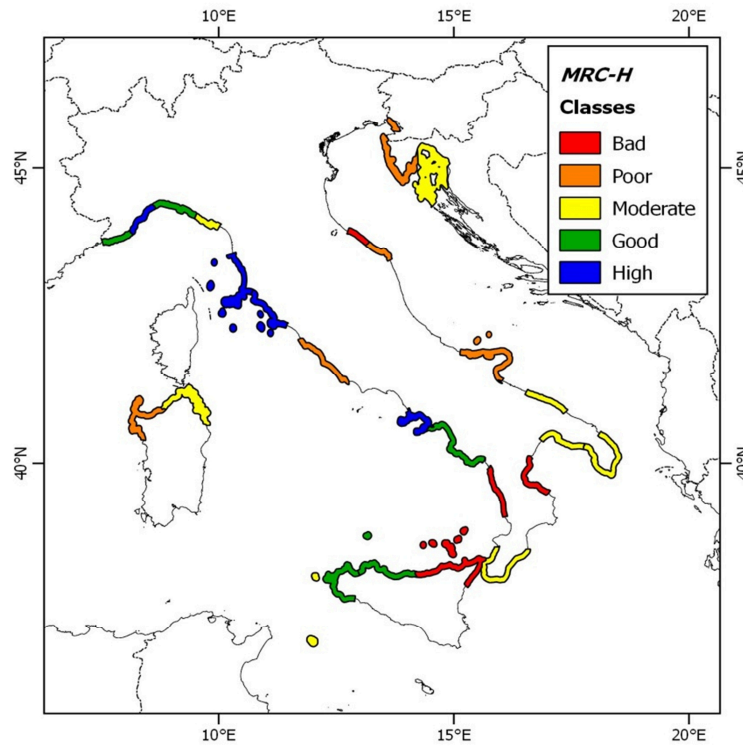 10°E 15°E 20°E
MRC-H
Classes
45°N 45°N
Bad
Poor
Moderate
Good
High
40°N 40°N
10°E 15°E 20°E